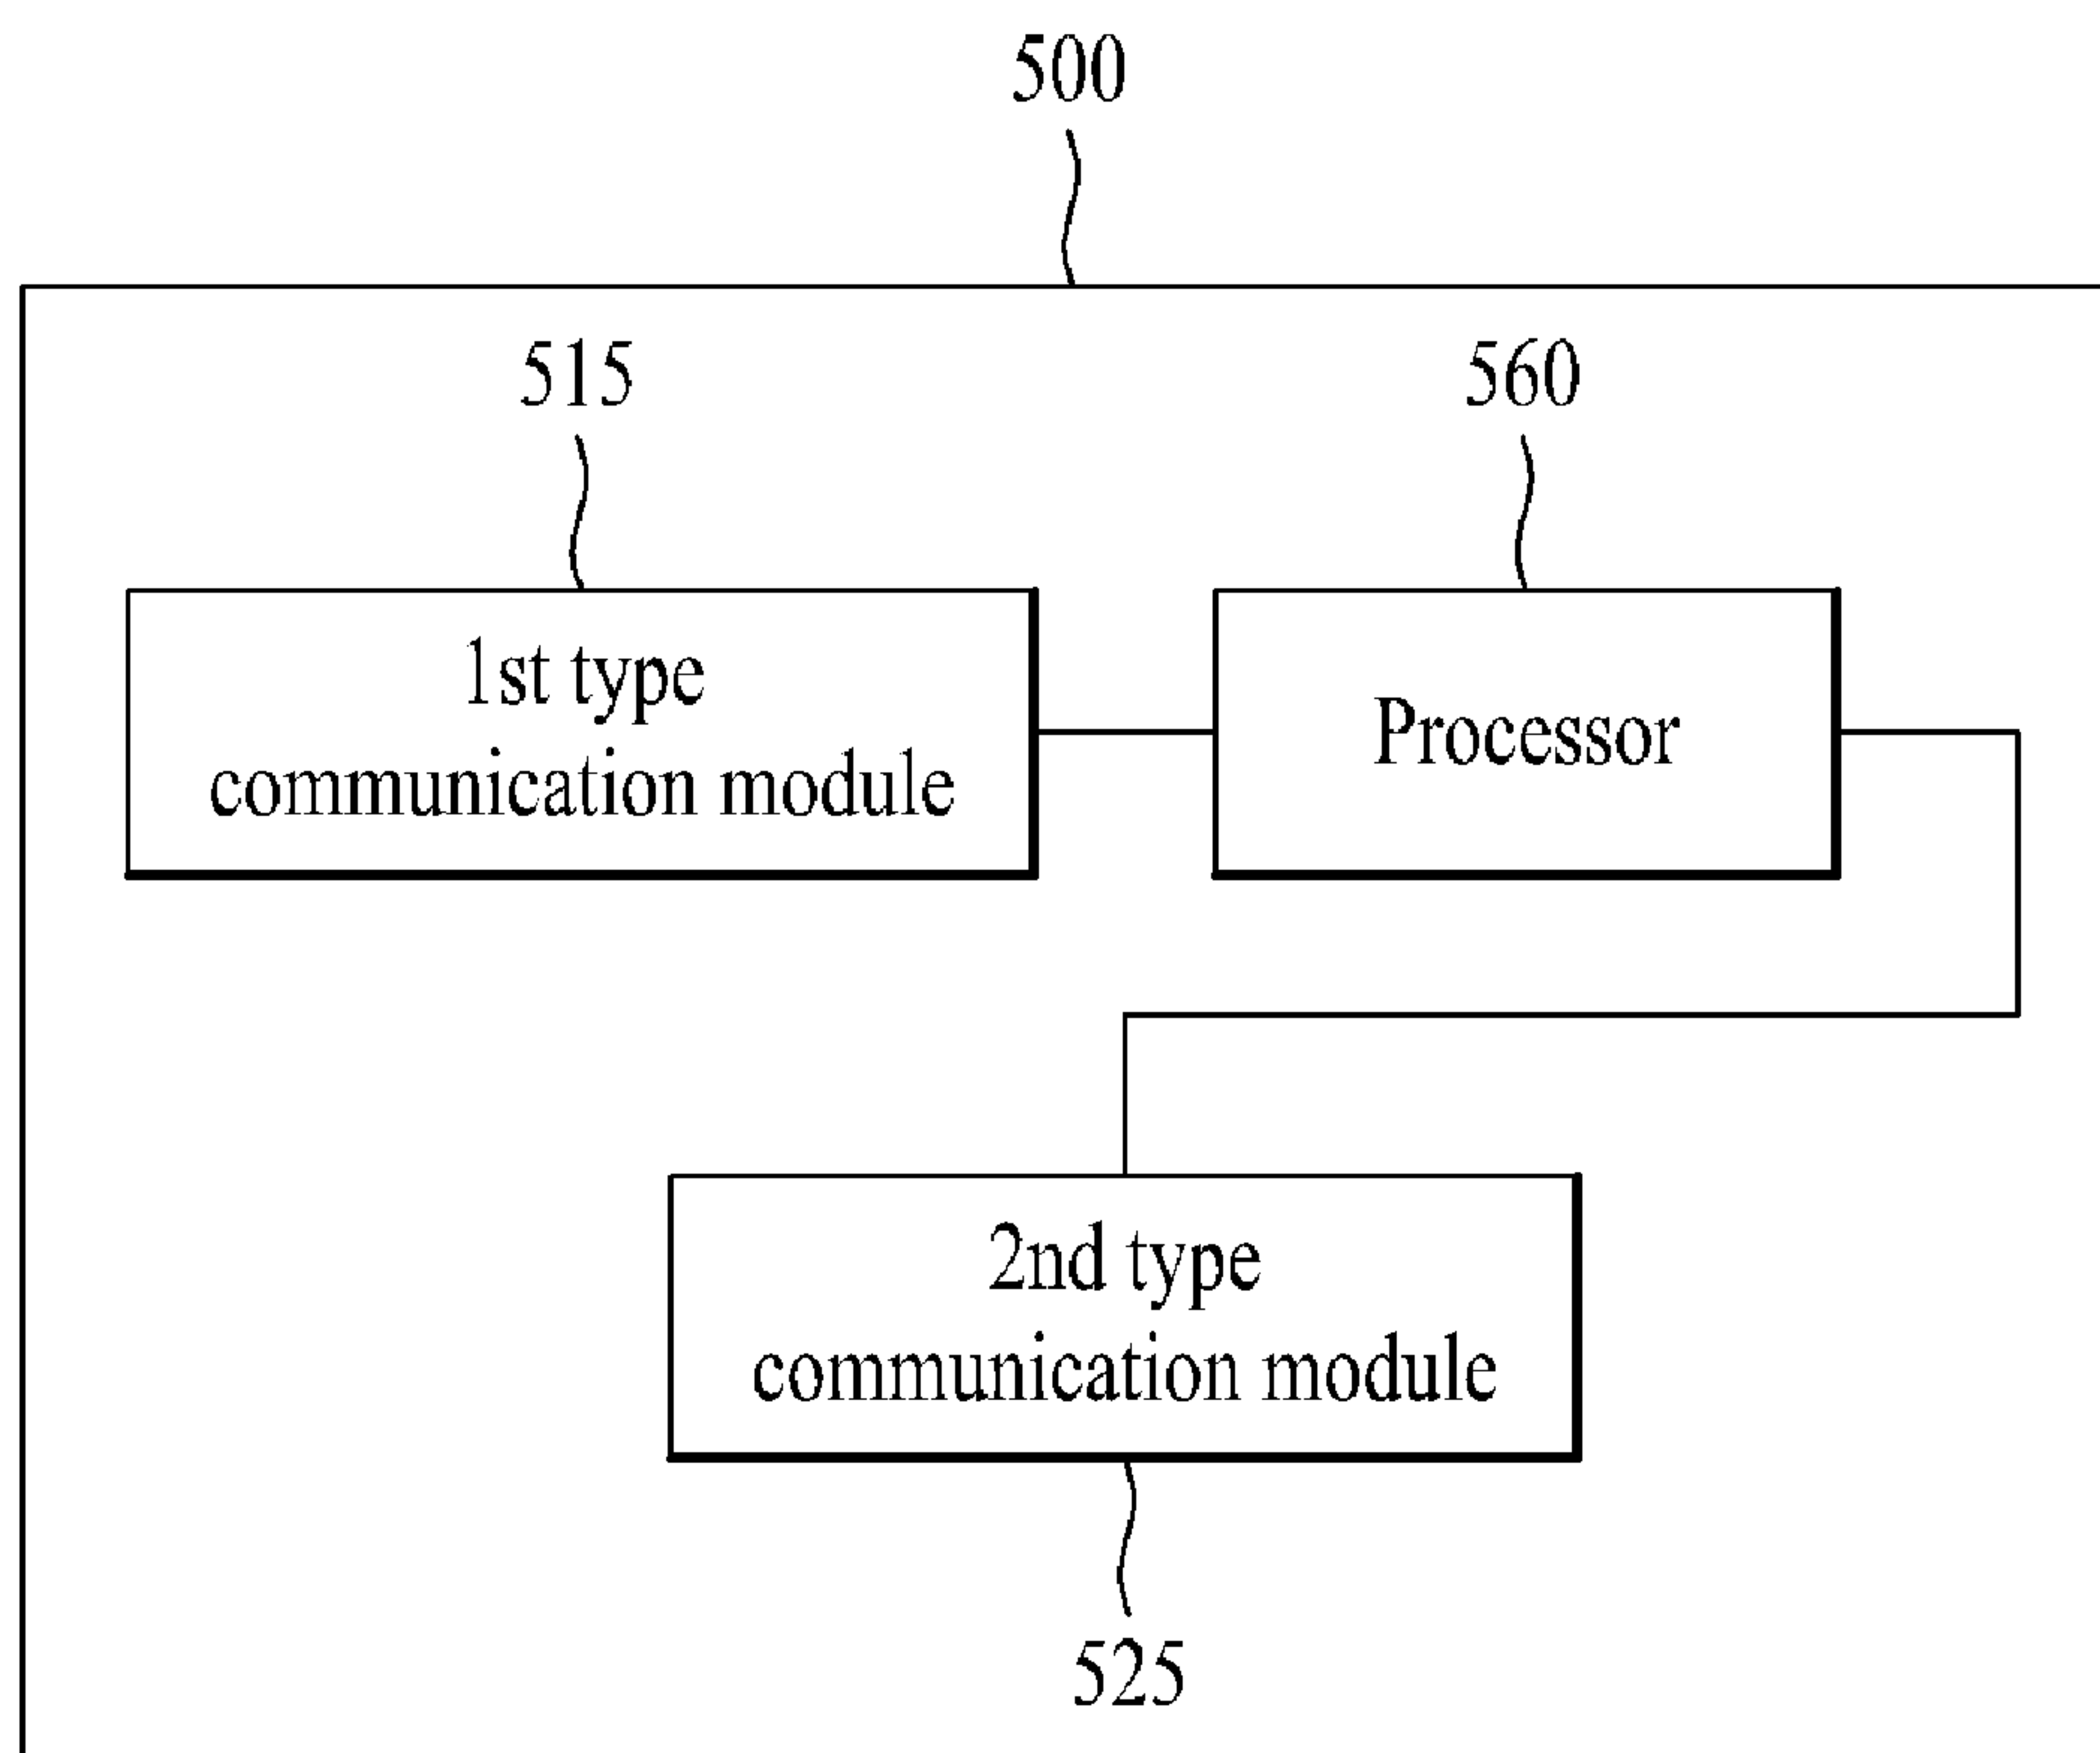 500
515
560
1st type
communication module
Processor
2nd type
communication module
525